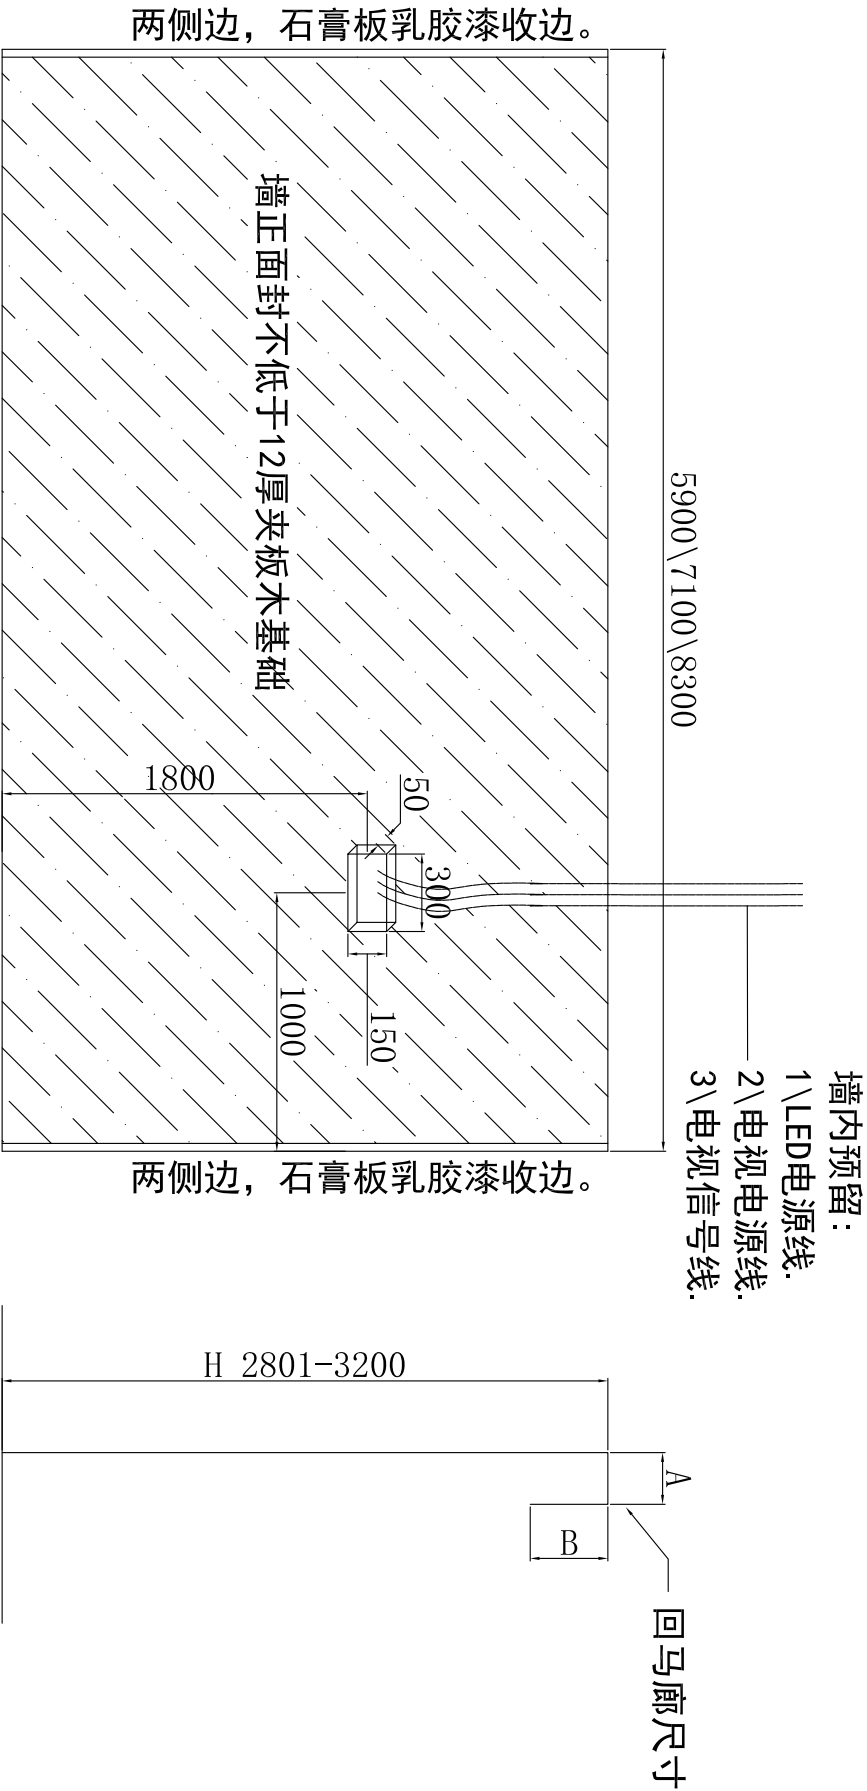 两侧边，石膏板乳胶漆收边。
墙正面封不低于12厚夹板木基础
5900\7100\8300
1800
50
300
150
1000
墙内预留：
1\LED电源线.
2\电视电源线.
3\电视信号线.
两侧边，石膏板乳胶漆收边。
H 2801-3200
A
B
回马廊尺寸